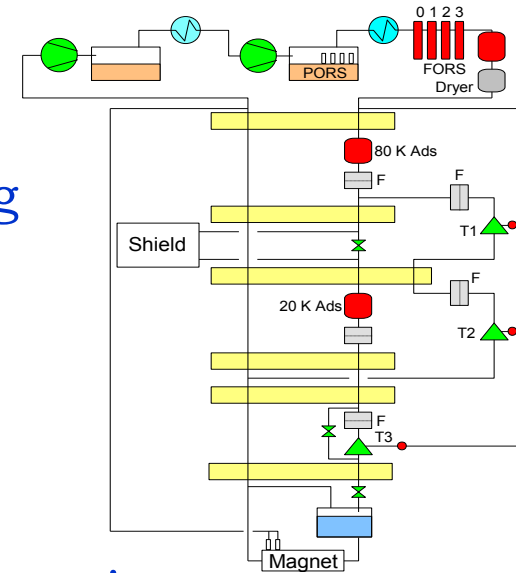 0 1 2 3
PORS
FORS
Dryer
80 K Ads
F
F
g
T1
Shield
F
20 K Ads
T2
F
T3
Magnet